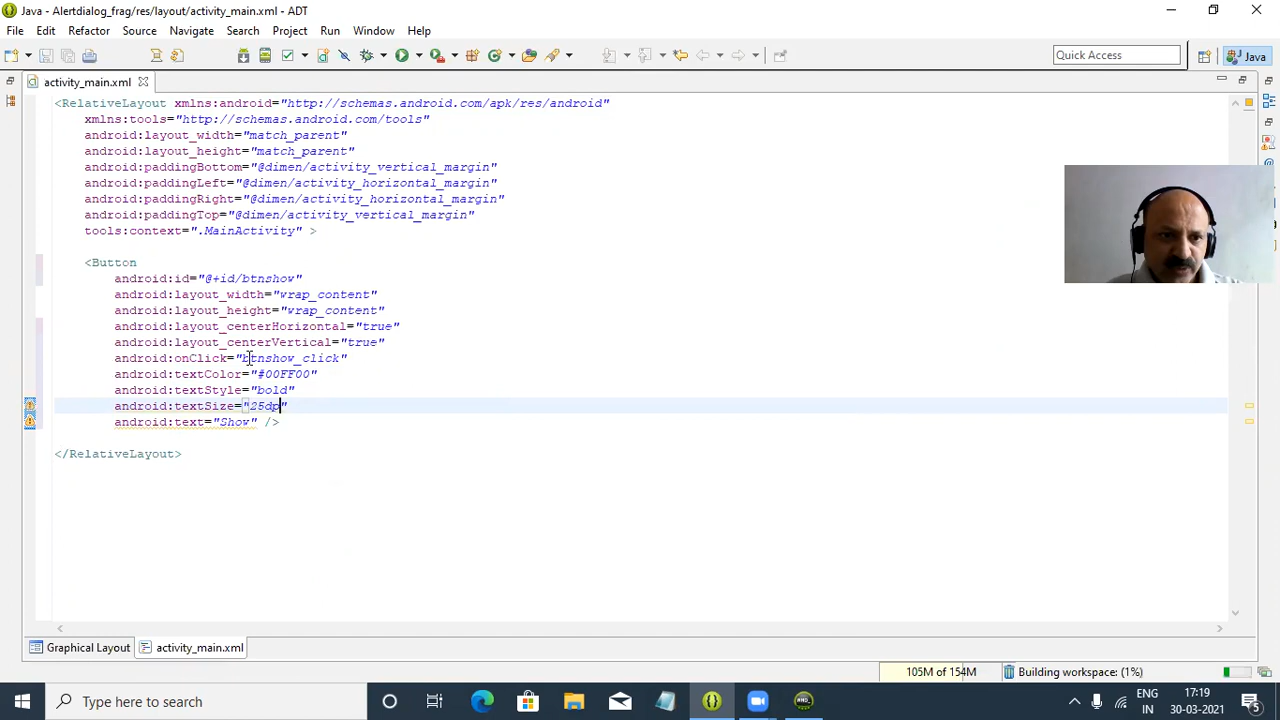 Java - Alertdialog_frag/res/layout/activity_main.xml - ADT
File Edit Refactor Source Navigate Search Project Run Window Help
Quick Access
Java
activity_main.xml
<RelativeLayout xmlns:android="http://schemas.android.com/apk/res/android"
xmlns:tools="http://schemas.android.com/tools"
android:layout_width="match_parent"
android:layout_height="match_parent"
android:paddingBottom="@dimen/activity_vertical_margin"
android:paddingLeft="@dimen/activity_horizontal_margin"
android:paddingRight="@dimen/activity_horizontal_margin"
android:paddingTop="@dimen/activity_vertical_margin"
tools:context=".MainActivity" >
<Button
android:id="@+id/btnshow"
android:layout_width="wrap_content"
android:layout_height="wrap_content"
android:layout_centerHorizontal="true"
android:layout_centerVertical="true"
android:onClick="btnshow_click"
android:textColor="#00FF00"
android:textStyle="bold"
android:textSize="25dp"
android:text="Show" />
</RelativeLayout>
Graphical Layout activity_main.xml
105M of 154M Building workspace: (1%)
Type here to search
ENG 17:19
IN 30-03-2021
5